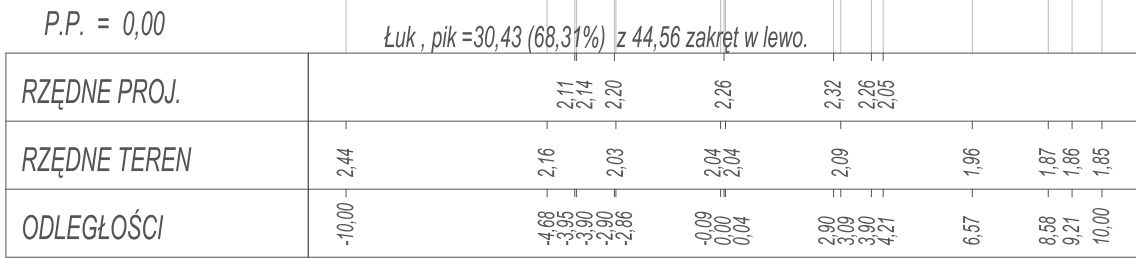 P.P. = 0,00
Łuk , pik =30,43 (68,31%) z 44,56 zakręt w lewo.
RZĘDNE PROJ. 2,11 2,14 2,20 2,26 2,32 2,26 2,05
RZĘDNE TEREN 2,44 2,16 2,03 2,04 2,04 2,09 1,96 1,87 1,86 1,85
ODLEGŁOŚCI -10,00 -4,68 -3,95 -3,90 -2,90 -2,86 -0,09 0,00 0,04 2,90 3,09 3,90 4,21 6,57 8,58 9,21 10,00